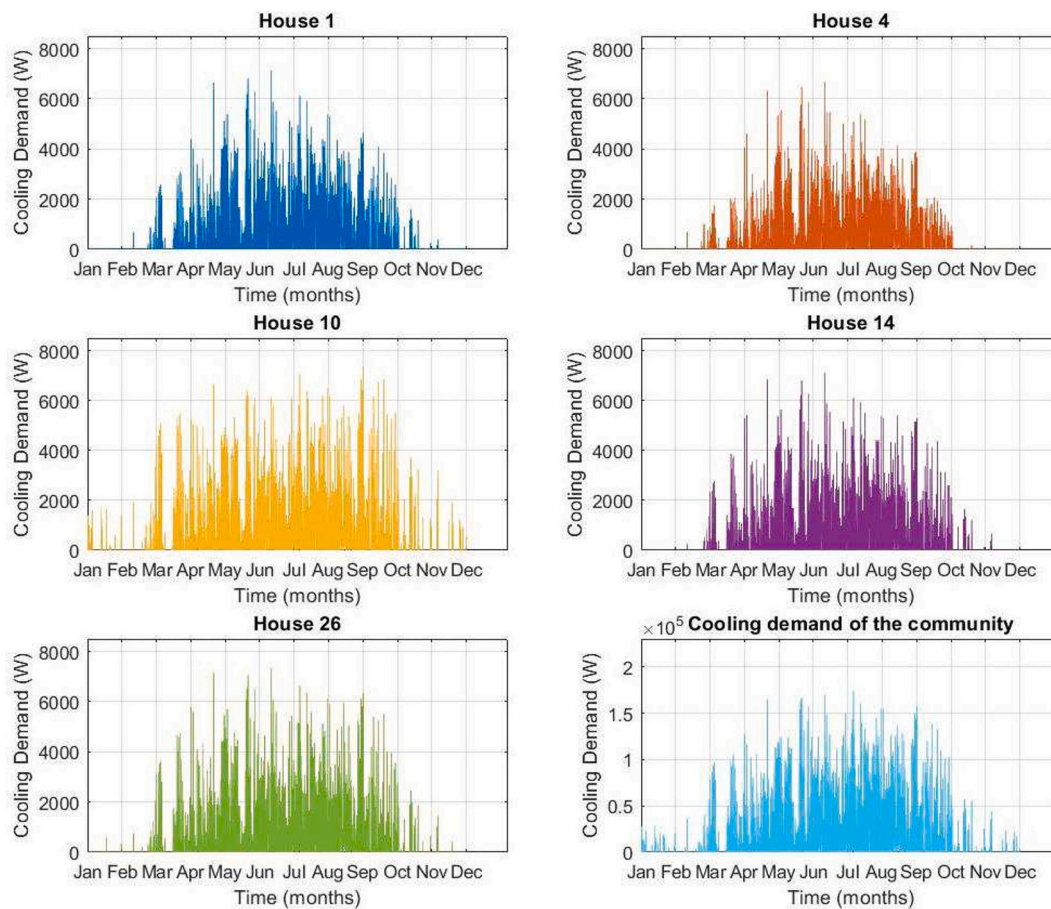 House 1
8000
6000
4000
2000
0
Cooling Demand (W)
Jan Feb Mar Apr May Jun Jul Aug Sep Oct Nov Dec
Time (months)
House 4
8000
6000
4000
2000
0
Cooling Demand (W)
Jan Feb Mar Apr May Jun Jul Aug Sep Oct Nov Dec
Time (months)
House 10
8000
6000
4000
2000
0
Cooling Demand (W)
Jan Feb Mar Apr May Jun Jul Aug Sep Oct Nov Dec
Time (months)
House 14
8000
6000
4000
2000
0
Cooling Demand (W)
Jan Feb Mar Apr May Jun Jul Aug Sep Oct Nov Dec
Time (months)
House 26
8000
6000
4000
2000
0
Cooling Demand (W)
Jan Feb Mar Apr May Jun Jul Aug Sep Oct Nov Dec
Time (months)
×10⁵ Cooling demand of the community
2
1.5
1
0.5
0
Cooling Demand (W)
Jan Feb Mar Apr May Jun Jul Aug Sep Oct Nov Dec
Time (months)